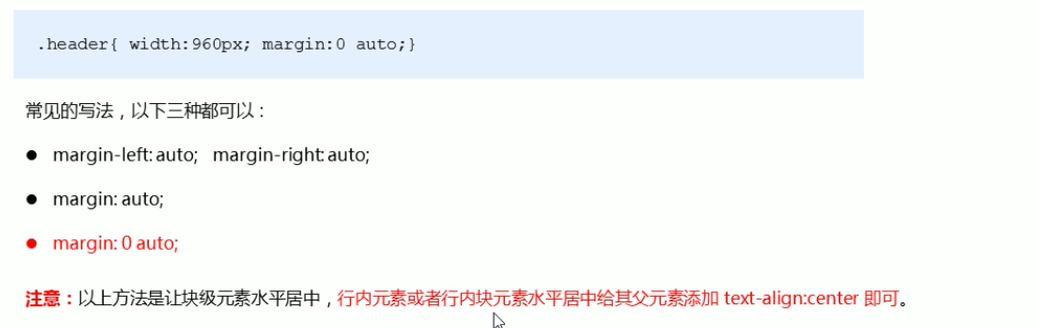 .header{ width:960px; margin:0 auto;}
常见的写法，以下三种都可以：
● margin-left: auto; margin-right: auto;
● margin: auto;
● margin: 0 auto;
注意：以上方法是让块级元素水平居中，行内元素或者行内块元素水平居中给其父元素添加 text-align:center 即可。